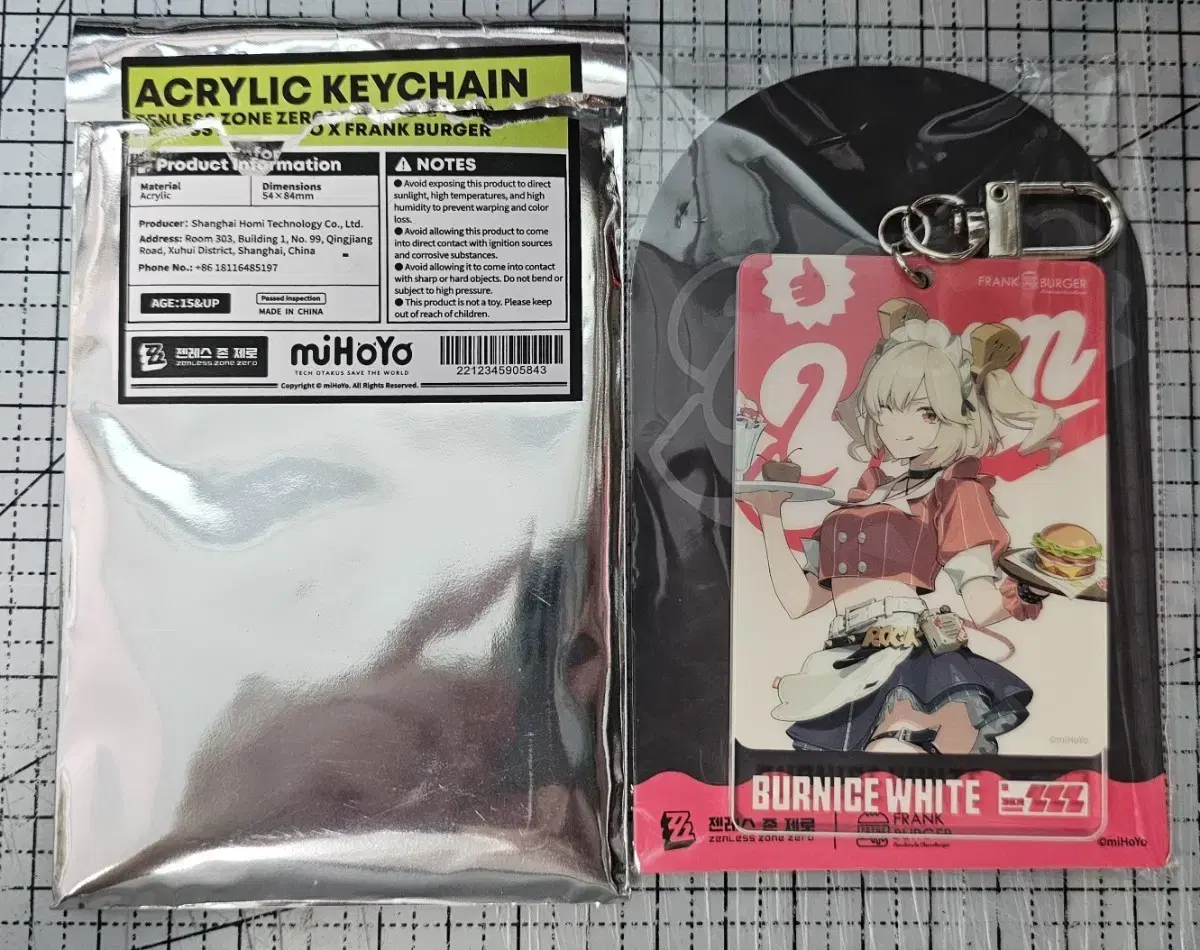 ACRYLIC KEYCHAIN
ZENLESS ZONE ZERO X FRANK BURGER
Product Information
Material
Acrylic
Dimensions
54×84mm
Producer: Shanghai Homi Technology Co., Ltd.
Address: Room 303, Building 1, No. 99, Qingjiang
Road, Xuhui District, Shanghai, China
Phone No.: +86 18116485197
AGE:15&UP
Passed inspection
MADE IN CHINA
NOTES
● Avoid exposing this product to direct
sunlight, high temperatures, and high
humidity to prevent warping and color
loss.
● Avoid allowing this product to come
into direct contact with ignition sources
and corrosive substances.
● Avoid allowing it to come into contact
with sharp or hard objects. Do not bend or
subject to high pressure.
● This product is not a toy. Please keep
out of reach of children.
젠레스 존 제로
ZENLESS ZONE ZERO
miHoYo
TECH OTAKUS SAVE THE WORLD
2212345905843
Copyright © miHoYo. All Rights Reserved.
FRANK BURGER
ROCK
©miHoYo
BURNICE WHITE
젠레스 존 제로
ZENLESS ZONE ZERO
FRANK
BURGER
©miHoYo